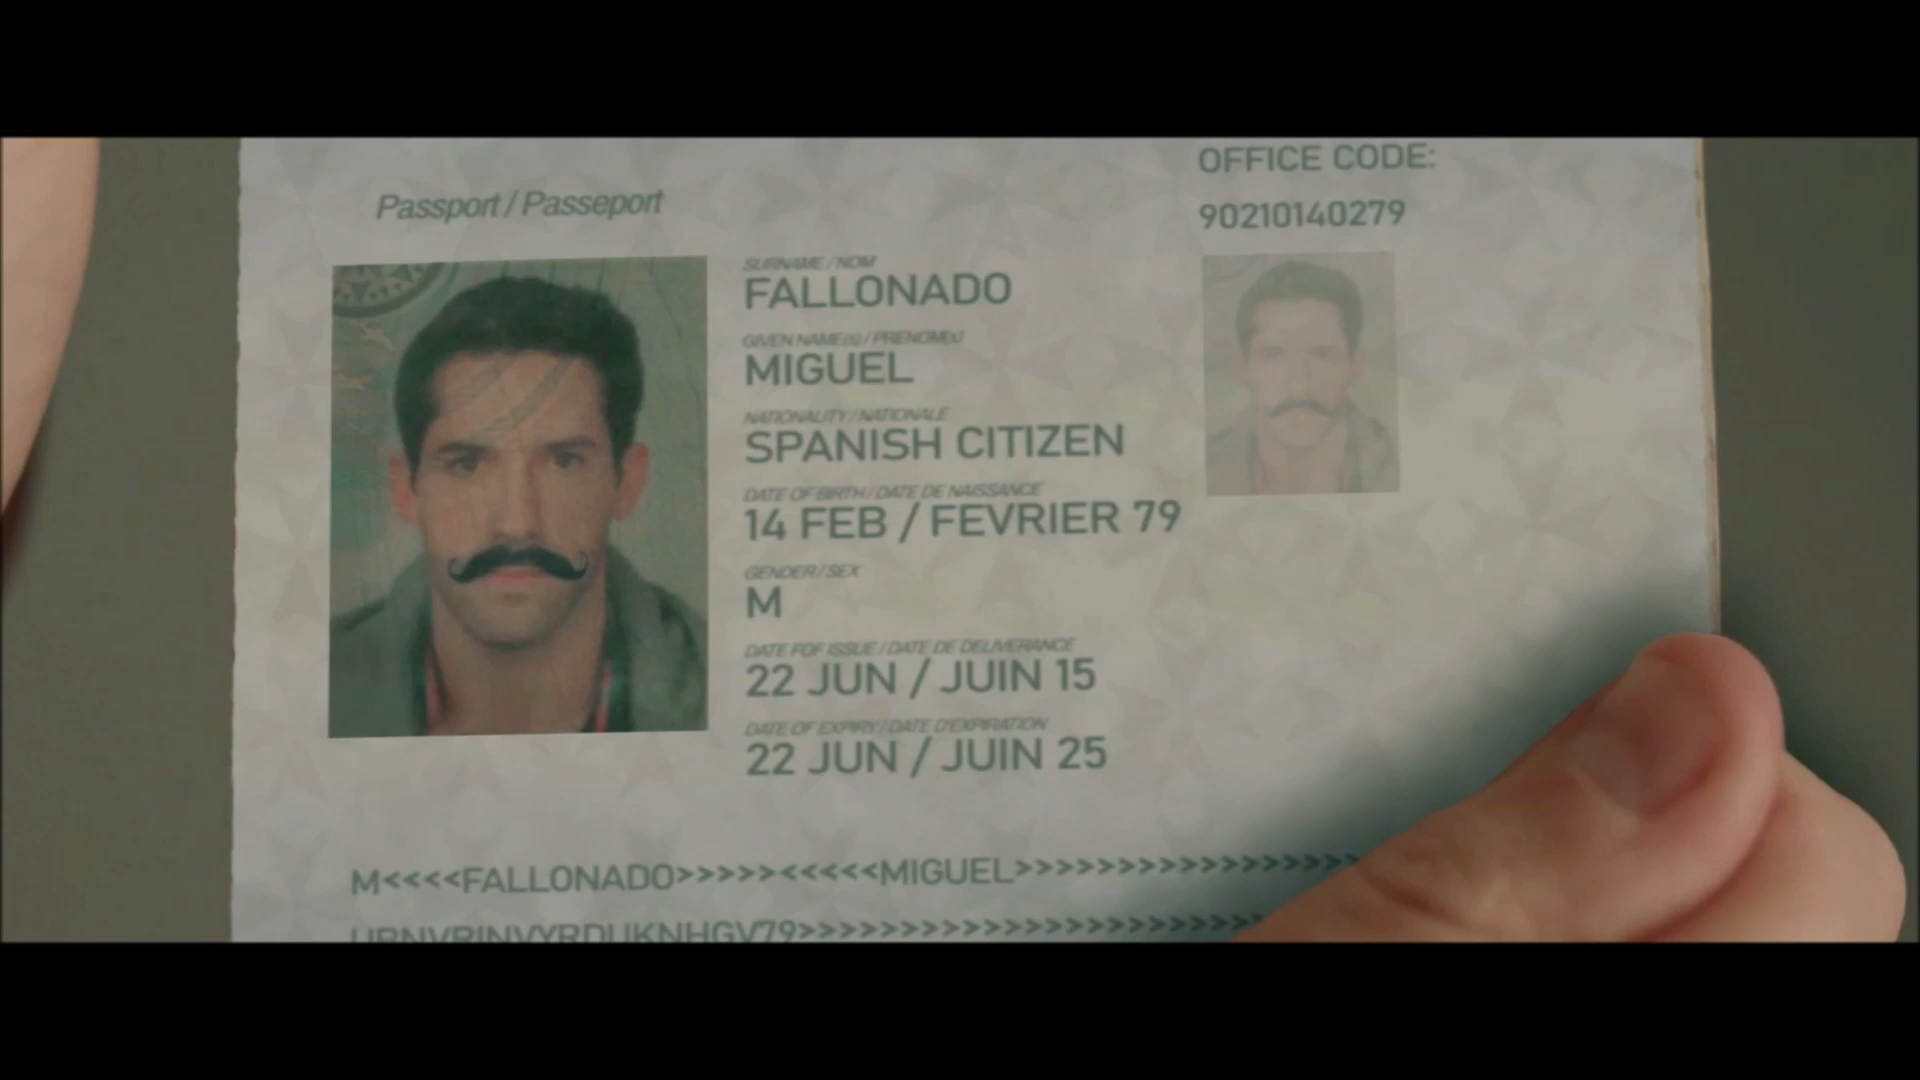 Passport / Passeport
OFFICE CODE:
90210140279
SURNAME / NOM
FALLONADO
GIVEN NAME(s) / PRENOM(s)
MIGUEL
NATIONALITY / NATIONALE
SPANISH CITIZEN
DATE OF BIRTH / DATE DE NAISSANCE
14 FEB / FEVRIER 79
GENDER / SEX
M
DATE FOF ISSUE / DATE DE DELIVERANCE
22 JUN / JUIN 15
DATE OF EXPIRY / DATE D'EXPIRATION
22 JUN / JUIN 25
M<<<<FALLONADO>>>>><<<<<MIGUEL>>>>>>>>>>>>>>>>>